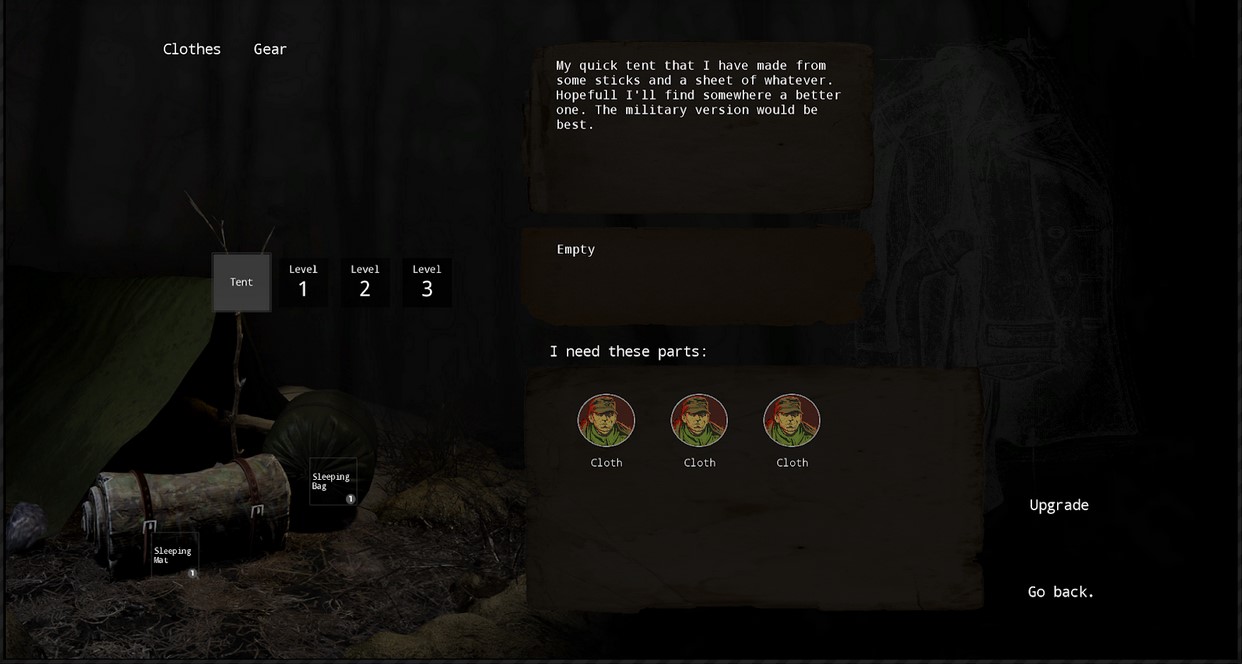 Clothes Gear
My quick tent that I have made from
some sticks and a sheet of whatever.
Hopefull I'll find somewhere a better
one. The military version would be
best.
Empty
Tent
Level
1
Level
2
Level
3
I need these parts:
Cloth
Cloth
Cloth
Sleeping
Bag
1
Sleeping
Mat
1
Upgrade
Go back.